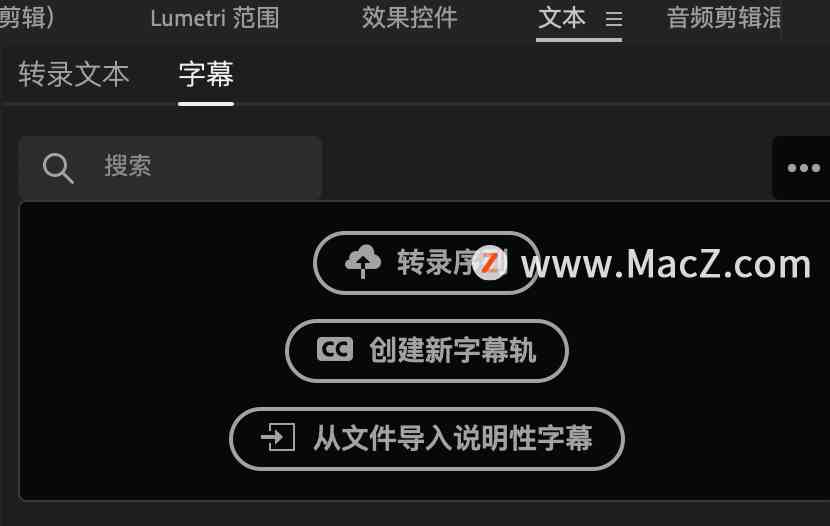 剪辑） Lumetri 范围 效果控件 文本 音频剪辑混
转录文本 字幕
搜索
转录序列 www.MacZ.com
CC 创建新字幕轨
从文件导入说明性字幕